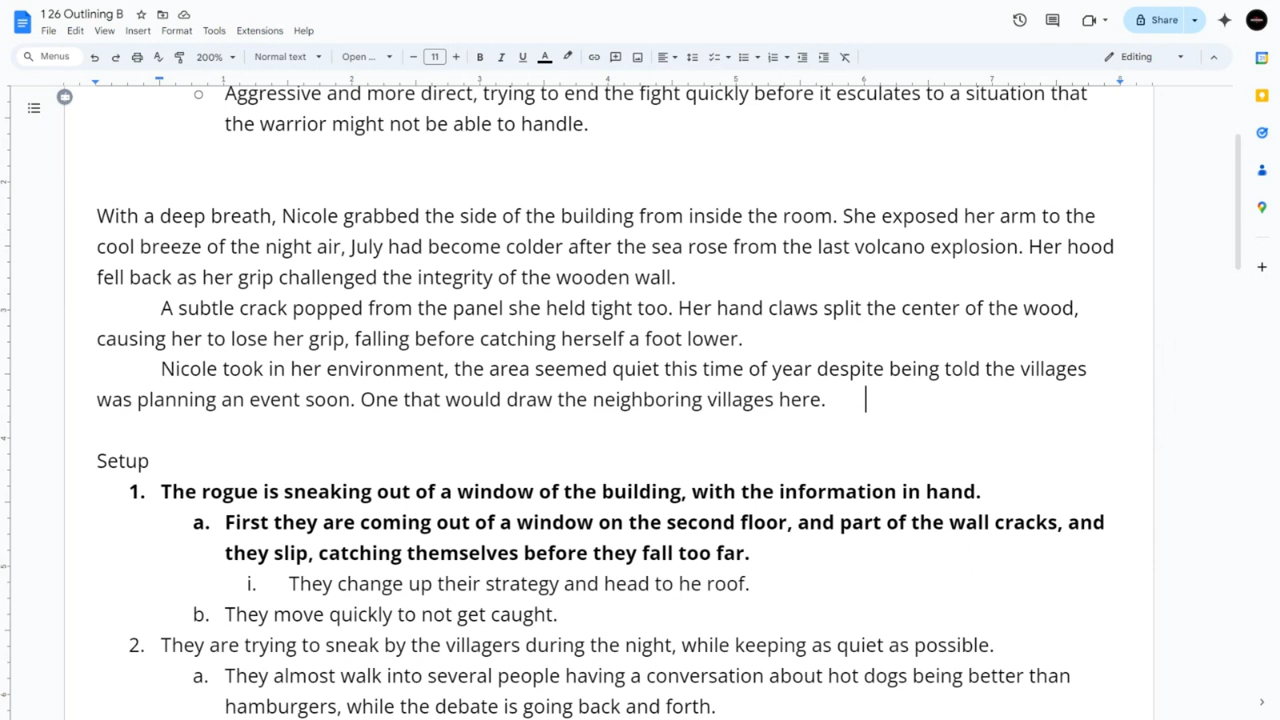 1 26 Outlining B
File Edit View Insert Format Tools Extensions Help
Share
Menus 200% Normal text Open ... 11 B I U A Editing
1 2 3 4 5 6 7
Aggressive and more direct, trying to end the fight quickly before it esculates to a situation that
the warrior might not be able to handle.
With a deep breath, Nicole grabbed the side of the building from inside the room. She exposed her arm to the
cool breeze of the night air, July had become colder after the sea rose from the last volcano explosion. Her hood
fell back as her grip challenged the integrity of the wooden wall.
A subtle crack popped from the panel she held tight too. Her hand claws split the center of the wood,
causing her to lose her grip, falling before catching herself a foot lower.
Nicole took in her environment, the area seemed quiet this time of year despite being told the villages
was planning an event soon. One that would draw the neighboring villages here.
Setup
1. The rogue is sneaking out of a window of the building, with the information in hand.
a. First they are coming out of a window on the second floor, and part of the wall cracks, and
they slip, catching themselves before they fall too far.
i. They change up their strategy and head to he roof.
b. They move quickly to not get caught.
2. They are trying to sneak by the villagers during the night, while keeping as quiet as possible.
a. They almost walk into several people having a conversation about hot dogs being better than
hamburgers, while the debate is going back and forth.